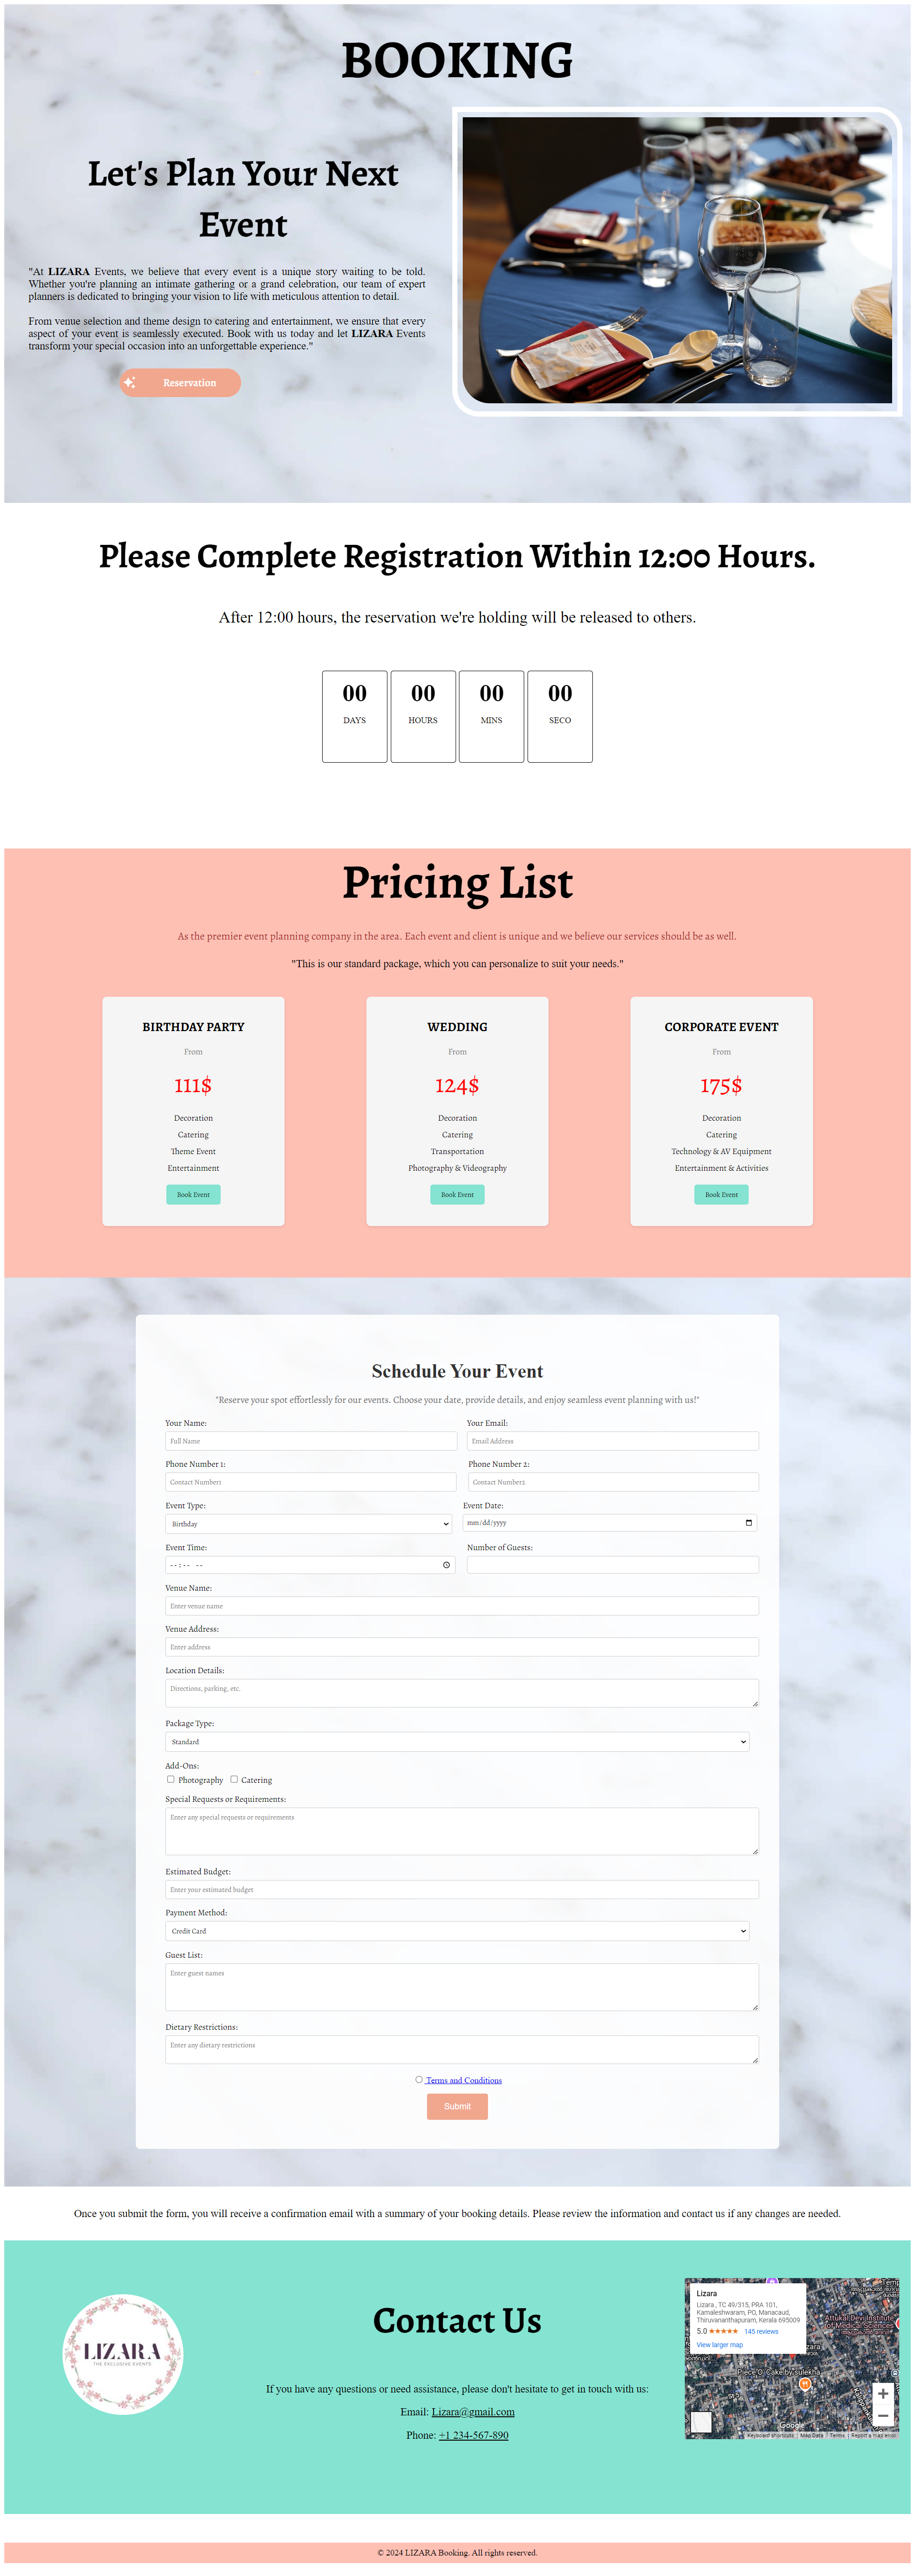 BOOKING
Let's Plan Your Next
Event
"At LIZARA Events, we believe that every event is a unique story waiting to be told.
Whether you're planning an intimate gathering or a grand celebration, our team of expert
planners is dedicated to bringing your vision to life with meticulous attention to detail.
From venue selection and theme design to catering and entertainment, we ensure that every
aspect of your event is seamlessly executed. Book with us today and let LIZARA Events
transform your special occasion into an unforgettable experience."
Reservation
Please Complete Registration Within 12:00 Hours.
After 12:00 hours, the reservation we're holding will be released to others.
00 00 00 00
DAYS HOURS MINS SECO
Pricing List
As the premier event planning company in the area. Each event and client is unique and we believe our services should be as well.
"This is our standard package, which you can personalize to suit your needs."
BIRTHDAY PARTY
From
111$
Decoration
Catering
Theme Event
Entertainment
Book Event
WEDDING
From
124$
Decoration
Catering
Transportation
Photography & Videography
Book Event
CORPORATE EVENT
From
175$
Decoration
Catering
Technology & AV Equipment
Entertainment & Activities
Book Event
Schedule Your Event
"Reserve your spot effortlessly for our events. Choose your date, provide details, and enjoy seamless event planning with us!"
Your Name: Your Email:
Full Name Email Address
Phone Number 1: Phone Number 2:
Contact Number1 Contact Number2
Event Type: Event Date:
Birthday mm/dd/yyyy
Event Time: Number of Guests:
--:-- --
Venue Name:
Enter venue name
Venue Address:
Enter address
Location Details:
Directions, parking, etc.
Package Type:
Standard
Add-Ons:
Photography Catering
Special Requests or Requirements:
Enter any special requests or requirements
Estimated Budget:
Enter your estimated budget
Payment Method:
Credit Card
Guest List:
Enter guest names
Dietary Restrictions:
Enter any dietary restrictions
Terms and Conditions
Submit
Once you submit the form, you will receive a confirmation email with a summary of your booking details. Please review the information and contact us if any changes are needed.
LIZARA
THE EXCLUSIVE EVENTS
Contact Us
If you have any questions or need assistance, please don't hesitate to get in touch with us:
Email: Lizara@gmail.com
Phone: +1 234-567-890
Lizara
Lizara , TC 49/315, PRA 101,
Kamaleshwaram, PO, Manacaud,
Thiruvananthapuram, Kerala 695009
5.0 ★★★★★ 145 reviews
View larger map
Attukal Devi Institute
of Medical Sciences
Piece O' Cake by sulekha
Google
Keyboard shortcuts Map Data Terms Report a map error
© 2024 LIZARA Booking. All rights reserved.